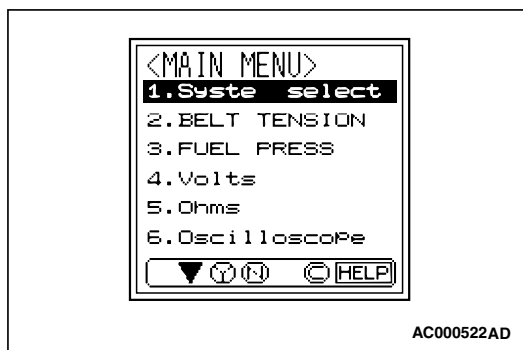 <MAIN MENU>
1.Syste select
2.BELT TENSION
3.FUEL PRESS
4.Volts
5.Ohms
6.Oscilloscope
▼ Y N C HELP
AC000522AD